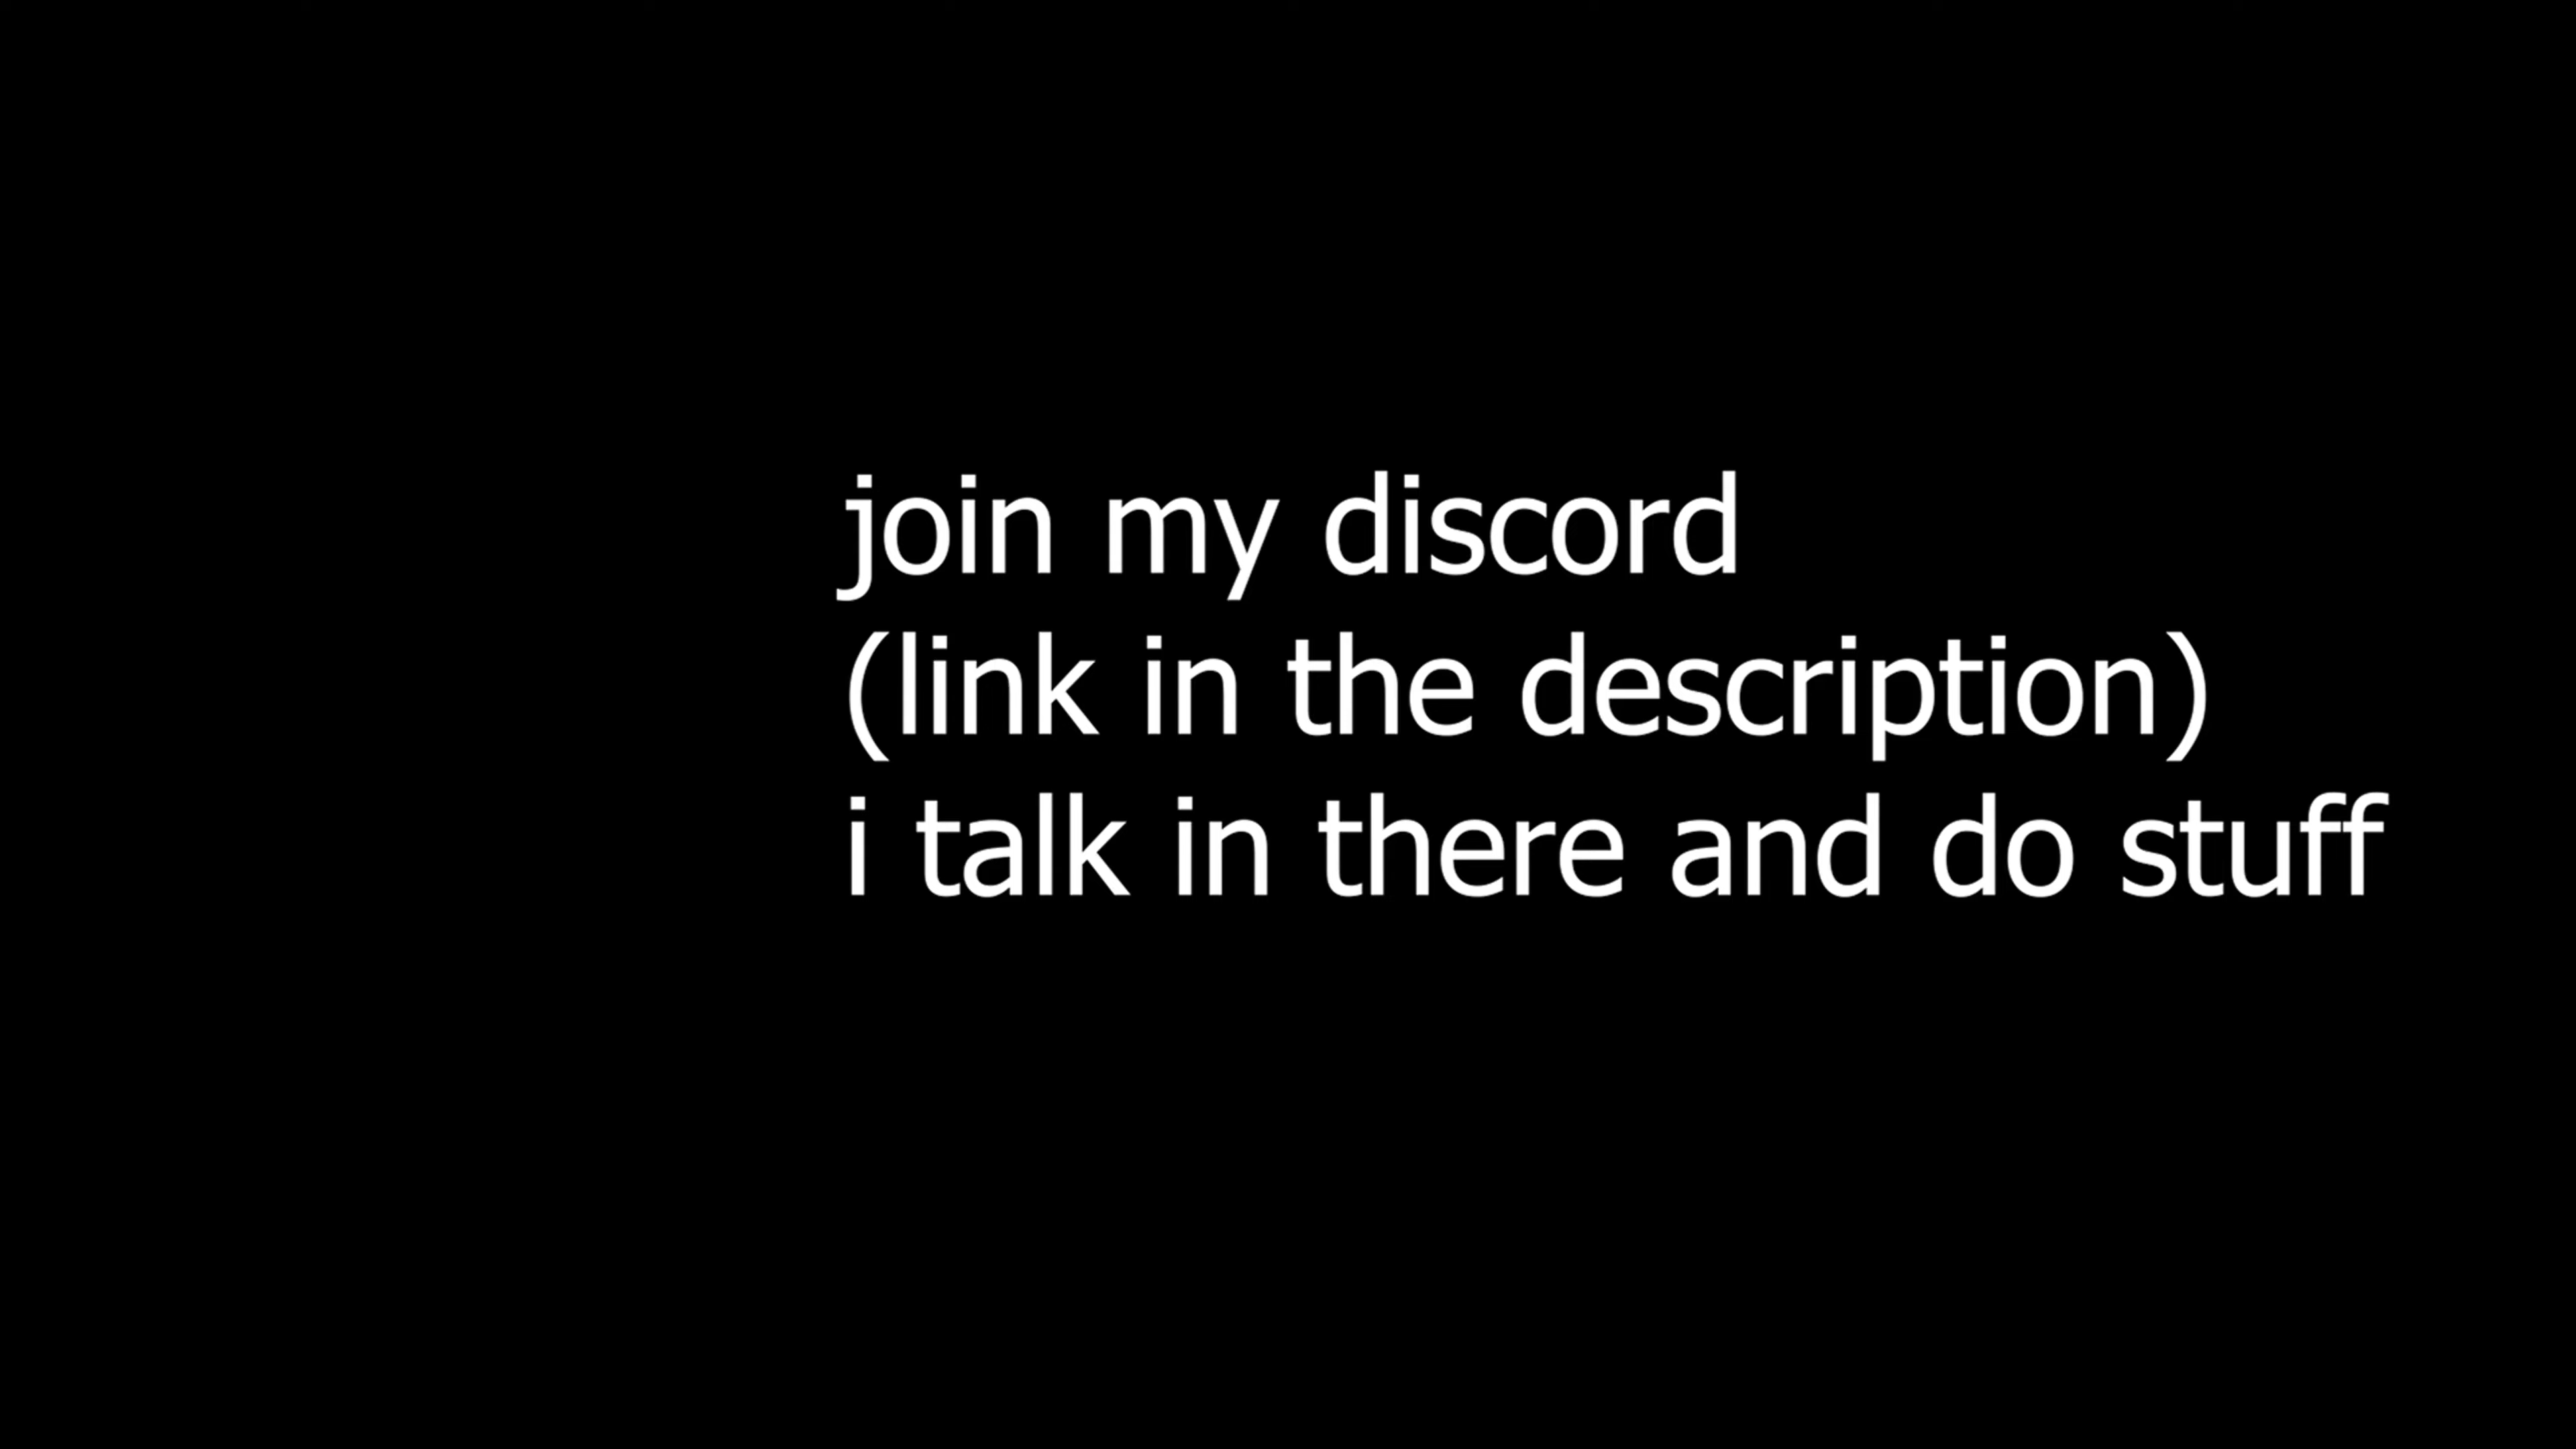 join my discord
(link in the description)
i talk in there and do stuff